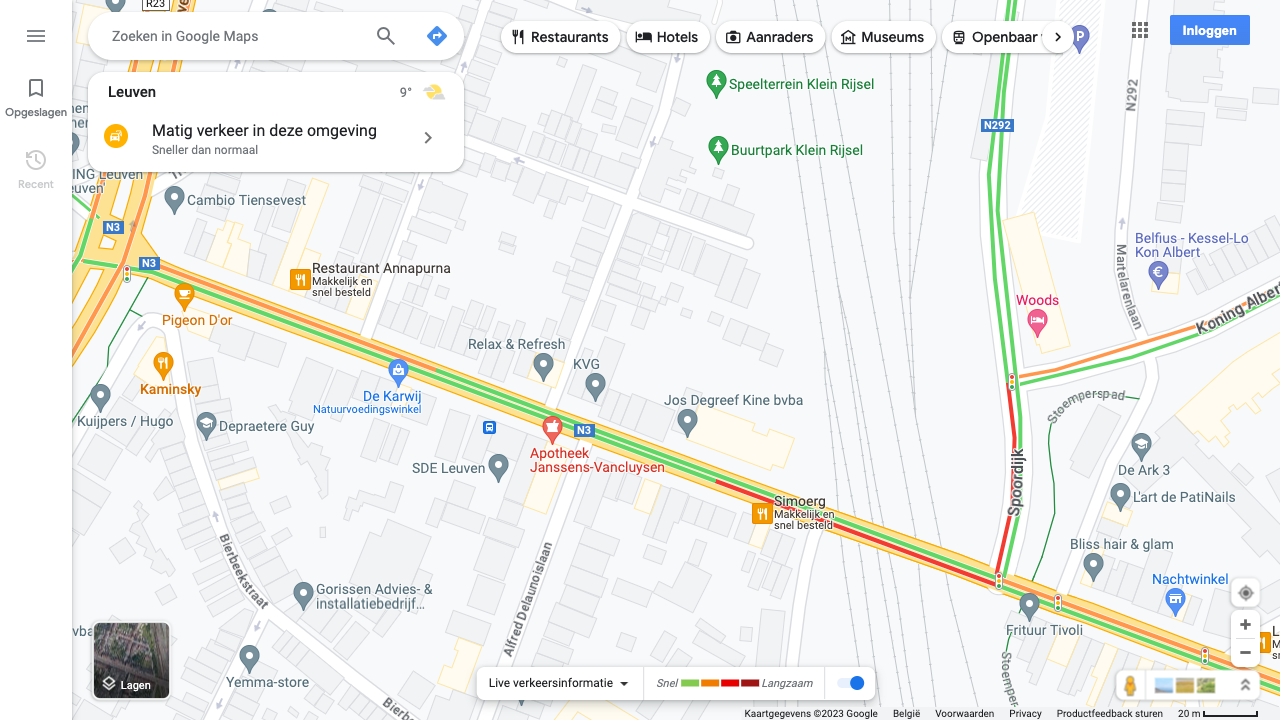 R23
Zoeken in Google Maps
Restaurants
Hotels
Aanraders
Museums
Openbaar
P
Inloggen
Opgeslagen
Recent
Leuven
9°
Matig verkeer in deze omgeving
Sneller dan normaal
Speelterrein Klein Rijsel
Buurtpark Klein Rijsel
N292
N292
ING Leuven
Cambio Tiensevest
N3
N3
Restaurant Annapurna
Makkelijk en
snel besteld
Pigeon D'or
Belfius - Kessel-Lo
Kon Albert
Martelarenlaan
Koning Albert
Woods
Relax & Refresh
KVG
Kaminsky
De Karwij
Natuurvoedingswinkel
Kuijpers / Hugo
Depraetere Guy
Jos Degreef Kine bvba
Stoemperspad
N3
Apotheek
Janssens-Vancluysen
SDE Leuven
Spoordijk
De Ark 3
L'art de PatiNails
Simoerg
Makkelijk en
snel besteld
Bierbeekstraat
Alfred Delaunoislaan
Bliss hair & glam
Nachtwinkel
Gorissen Advies- &
Installatiebedrijf...
Frituur Tivoli
Stoemper
Yemma-store
Lagen
Live verkeersinformatie
Snel
Langzaam
Kaartgegevens ©2023 Google
België
Voorwaarden
Privacy
Productfeedback sturen
20 m